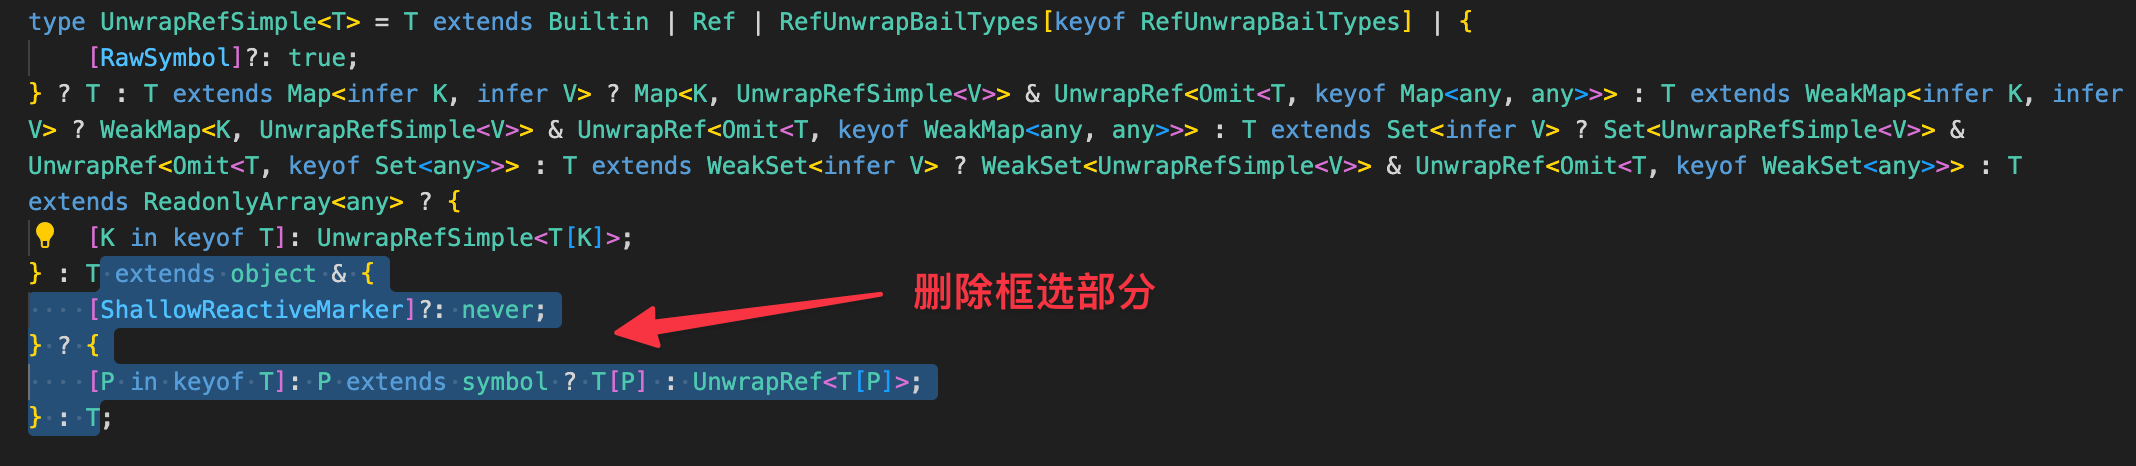 type UnwrapRefSimple<T> = T extends Builtin | Ref | RefUnwrapBailTypes[keyof RefUnwrapBailTypes] | {
    [RawSymbol]?: true;
} ? T : T extends Map<infer K, infer V> ? Map<K, UnwrapRefSimple<V>> & UnwrapRef<Omit<T, keyof Map<any, any>>> : T extends WeakMap<infer K, infer
V> ? WeakMap<K, UnwrapRefSimple<V>> & UnwrapRef<Omit<T, keyof WeakMap<any, any>>> : T extends Set<infer V> ? Set<UnwrapRefSimple<V>> &
UnwrapRef<Omit<T, keyof Set<any>>> : T extends WeakSet<infer V> ? WeakSet<UnwrapRefSimple<V>> & UnwrapRef<Omit<T, keyof WeakSet<any>>> : T
extends ReadonlyArray<any> ? {
    [K in keyof T]: UnwrapRefSimple<T[K]>;
} : T extends object & {
    [ShallowReactiveMarker]?: never;
} ? {
    [P in keyof T]: P extends symbol ? T[P] : UnwrapRef<T[P]>;
} : T;
删除框选部分